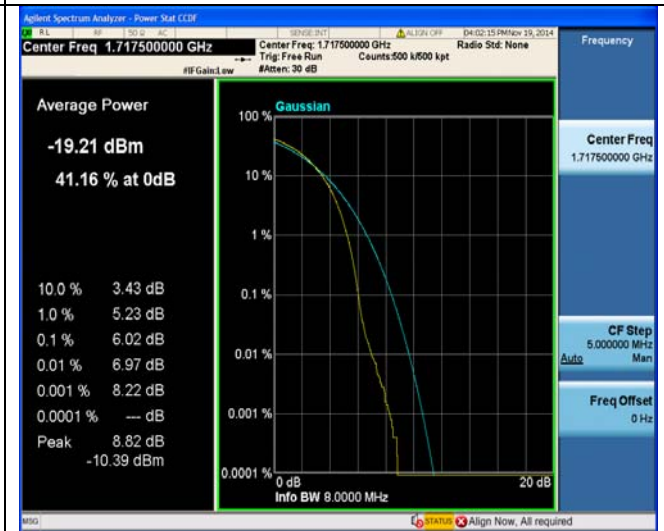 Agilent Spectrum Analyzer - Power Stat CCDF
RL RF 50 Ω AC SENSE:INT ALIGN OFF 04:02:15 PMNov 19, 2014
Center Freq 1.717500000 GHz
Center Freq: 1.717500000 GHz
Radio Std: None
Trig: Free Run
Counts:500 k/500 kpt
#IFGain:Low
#Atten: 30 dB
Frequency
Average Power
-19.21 dBm
41.16 % at 0dB
10.0 % 3.43 dB
1.0 % 5.23 dB
0.1 % 6.02 dB
0.01 % 6.97 dB
0.001 % 8.22 dB
0.0001 % --- dB
Peak 8.82 dB
-10.39 dBm
Gaussian
100 %
10 %
1 %
0.1 %
0.01 %
0.001 %
0.0001 %
0 dB
20 dB
Info BW 8.0000 MHz
Center Freq
1.717500000 GHz
CF Step
5.000000 MHz
Auto Man
Freq Offset
0 Hz
MSG
STATUS Align Now, All required